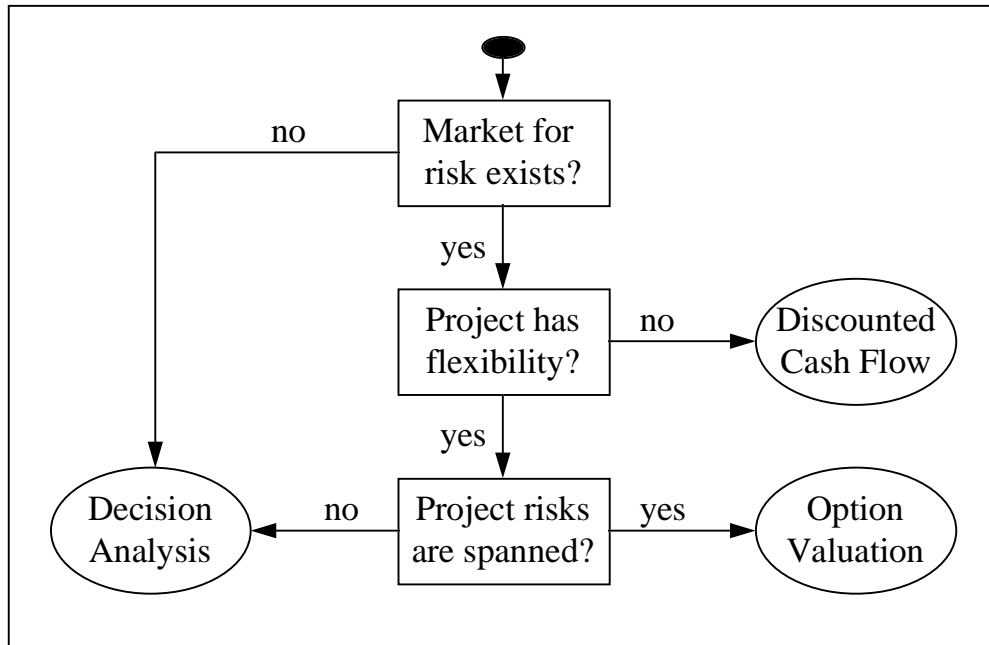 no
Market for
risk exists?
yes
Project has
flexibility?
no
Discounted
Cash Flow
yes
Decision
Analysis
no
Project risks
are spanned?
yes
Option
Valuation